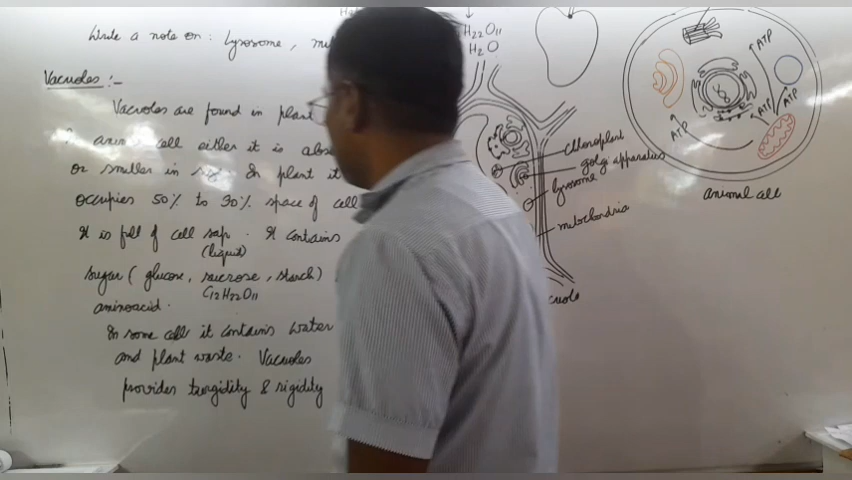 Write a note on : Lysosome ,
H22O11
H2O
Vacuoles :-
Vacuoles are found in plant
cell either it is
or smaller in In plant it
occupies 50% to 90% space of cell
It is full of cell sap . It contains
(liquid)
sugar ( glucose , sucrose , starch)
C12H22O11
aminoacid .
In some cell it contains water
and plant waste . Vacuoles
provides turgidity & rigidity
chloroplast
golgi apparatus
lysosome
mitochondria
ATP
ATP
ATP
ATP
animal cell